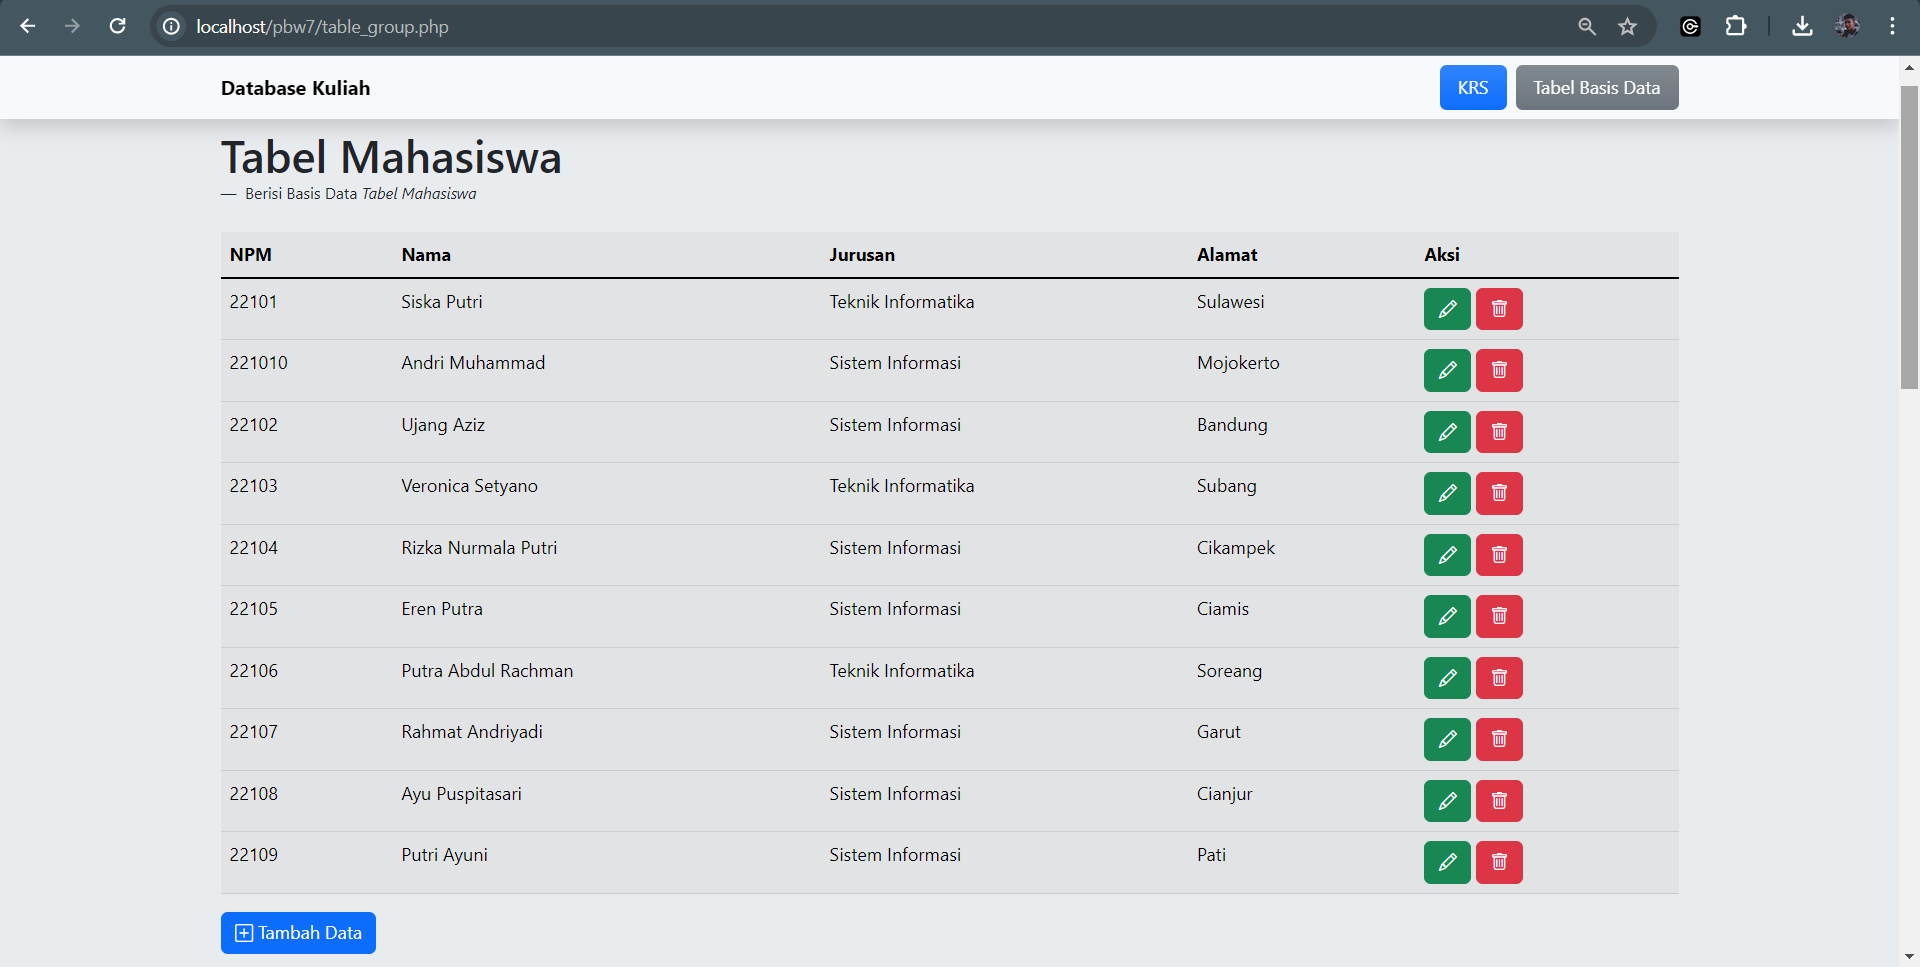 localhost/pbw7/table_group.php
Database Kuliah KRS Tabel Basis Data
Tabel Mahasiswa
— Berisi Basis Data Tabel Mahasiswa
NPM Nama Jurusan Alamat Aksi
22101 Siska Putri Teknik Informatika Sulawesi
221010 Andri Muhammad Sistem Informasi Mojokerto
22102 Ujang Aziz Sistem Informasi Bandung
22103 Veronica Setyano Teknik Informatika Subang
22104 Rizka Nurmala Putri Sistem Informasi Cikampek
22105 Eren Putra Sistem Informasi Ciamis
22106 Putra Abdul Rachman Teknik Informatika Soreang
22107 Rahmat Andriyadi Sistem Informasi Garut
22108 Ayu Puspitasari Sistem Informasi Cianjur
22109 Putri Ayuni Sistem Informasi Pati
Tambah Data